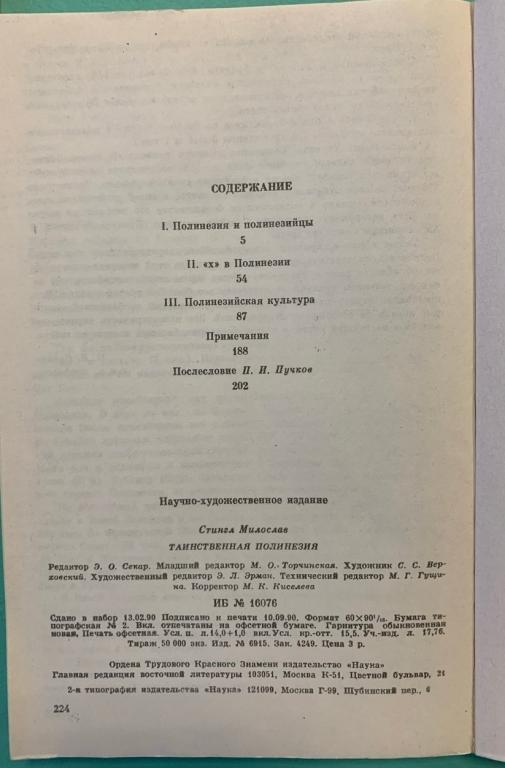 СОДЕРЖАНИЕ
I. Полинезия и полинезийцы
5
II. «х» в Полинезии
54
III. Полинезийская культура
87
Примечания
188
Послесловие П. И. Пучков
202
Научно-художественное издание
Стингл Милослав
ТАИНСТВЕННАЯ ПОЛИНЕЗИЯ
Редактор Э. О. Секар. Младший редактор М. О. Торчинская. Художник С. С. Вер-
ховский. Художественный редактор Э. Л. Эрман. Технический редактор М. Г. Гущи-
на. Корректор М. К. Киселева
ИБ № 16076
Сдано в набор 13.02.90 Подписано к печати 10.09.90. Формат 60×90¹/₁₆. Бумага ти-
пографская № 2. Вкл. отпечатаны на офсетной бумаге. Гарнитура обыкновенная
новая, Печать офсетная. Усл. п. л.14,0+1,0 вкл.Усл. кр.-отт. 15,5. Уч.-изд. л. 17,76.
Тираж 50 000 экз. Изд. № 6915. Зак. 4249. Цена 3 р.
Ордена Трудового Красного Знамени издательство «Наука»
Главная редакция восточной литературы 103051, Москва К-51, Цветной бульвар, 21
2-я типография издательства «Наука» 121099, Москва Г-99, Шубинский пер., 6
224